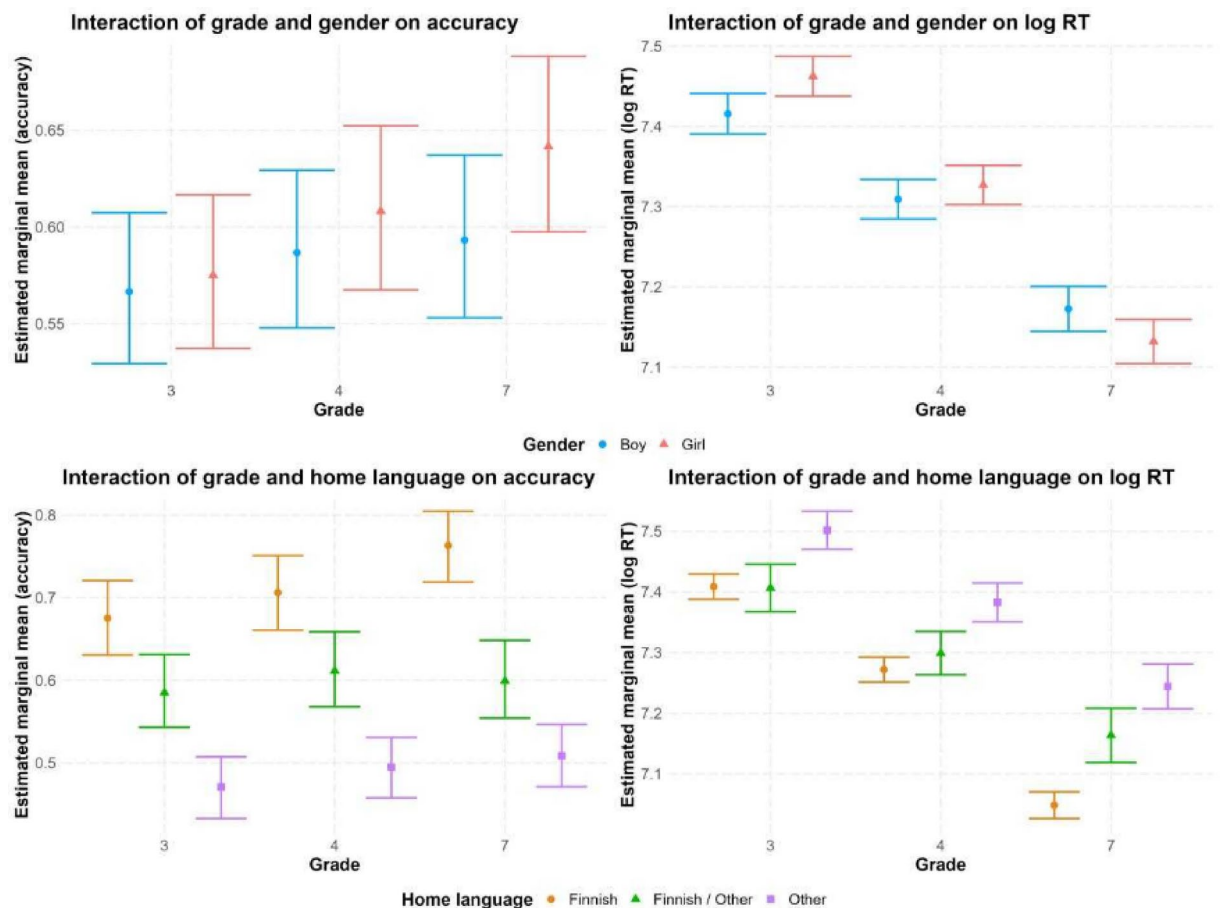 Interaction of grade and gender on accuracy
Estimated marginal mean (accuracy)
0.65
0.60
0.55
3 4 7
Grade
Interaction of grade and gender on log RT
Estimated marginal mean (log RT)
7.5
7.4
7.3
7.2
7.1
3 4 7
Grade
Gender Boy Girl
Interaction of grade and home language on accuracy
Estimated marginal mean (accuracy)
0.8
0.7
0.6
0.5
3 4 7
Grade
Interaction of grade and home language on log RT
Estimated marginal mean (log RT)
7.5
7.4
7.3
7.2
7.1
3 4 7
Grade
Home language Finnish Finnish / Other Other